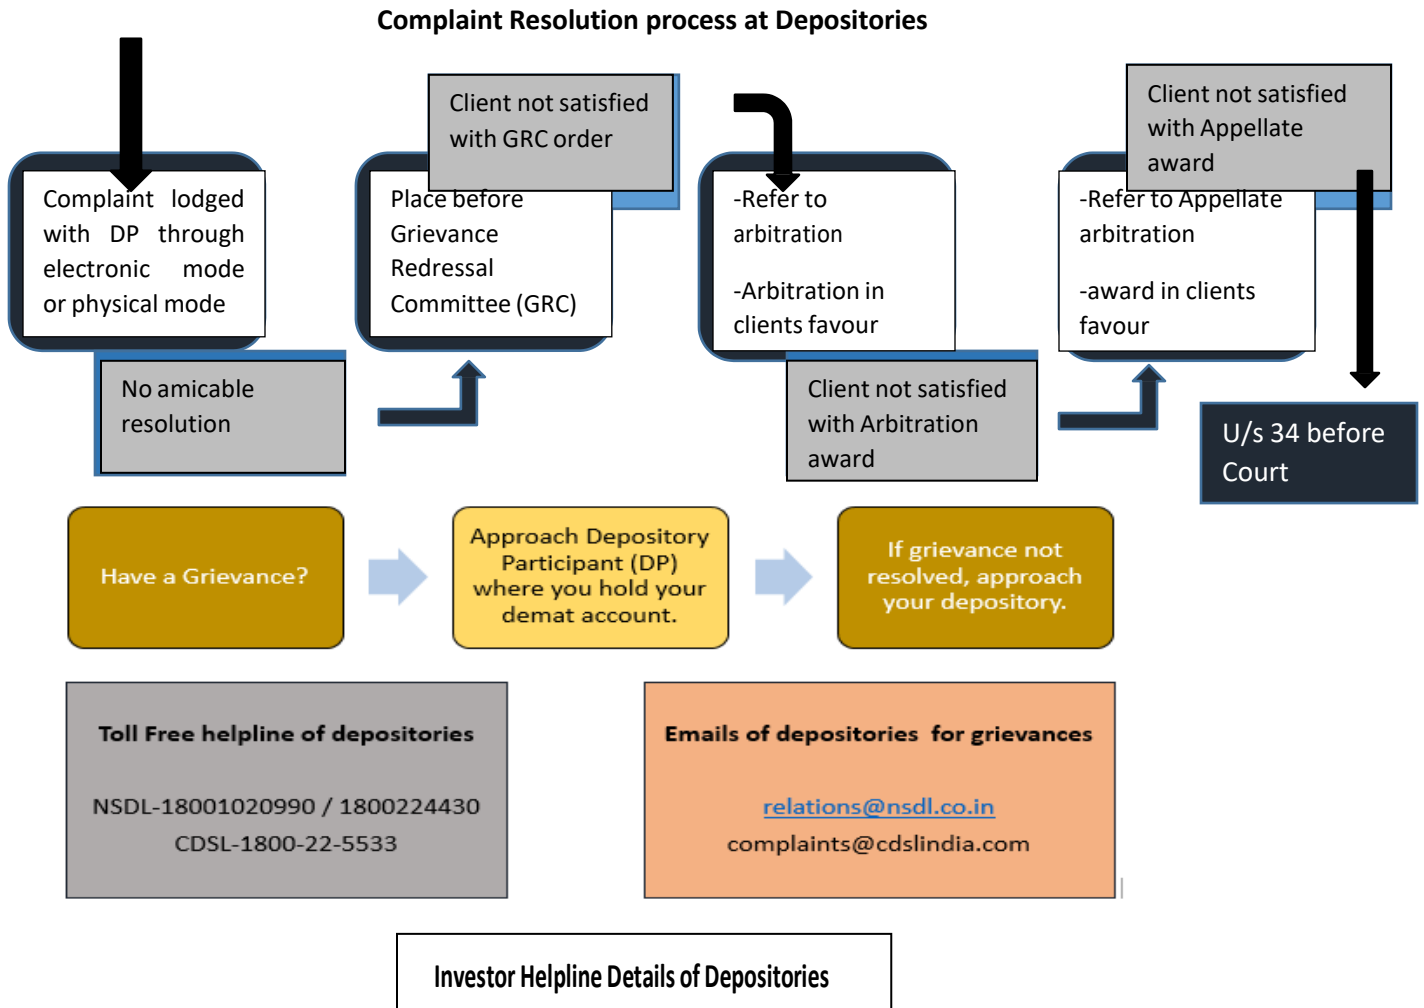 Complaint Resolution process at Depositories
Complaint lodged
with DP through
electronic mode
or physical mode
No amicable
resolution
Client not satisfied
with GRC order
Place before
Grievance
Redressal
Committee (GRC)
-Refer to
arbitration
-Arbitration in
clients favour
Client not satisfied
with Arbitration
award
Client not satisfied
with Appellate
award
-Refer to Appellate
arbitration
-award in clients
favour
U/s 34 before
Court
Have a Grievance?
Approach Depository
Participant (DP)
where you hold your
demat account.
If grievance not
resolved, approach
your depository.
Toll Free helpline of depositories
NSDL-18001020990 / 1800224430
CDSL-1800-22-5533
Emails of depositories for grievances
relations@nsdl.co.in
complaints@cdslindia.com
Investor Helpline Details of Depositories